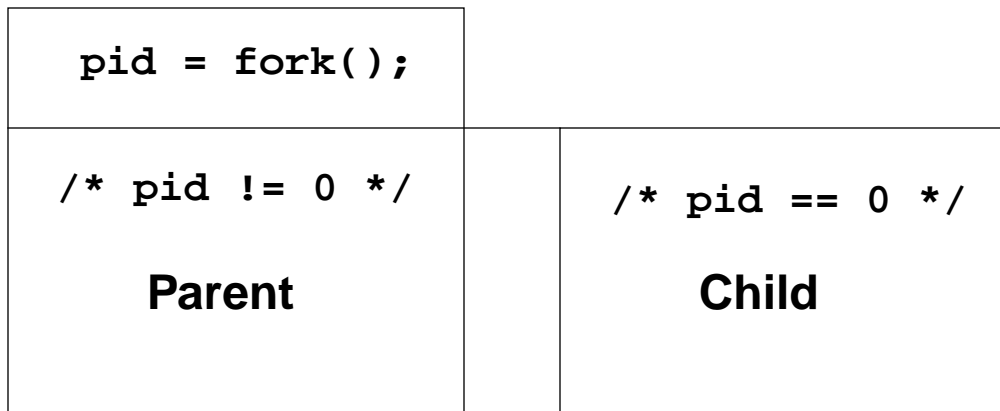 pid = fork();
/* pid != 0 */
/* pid == 0 */
Parent
Child